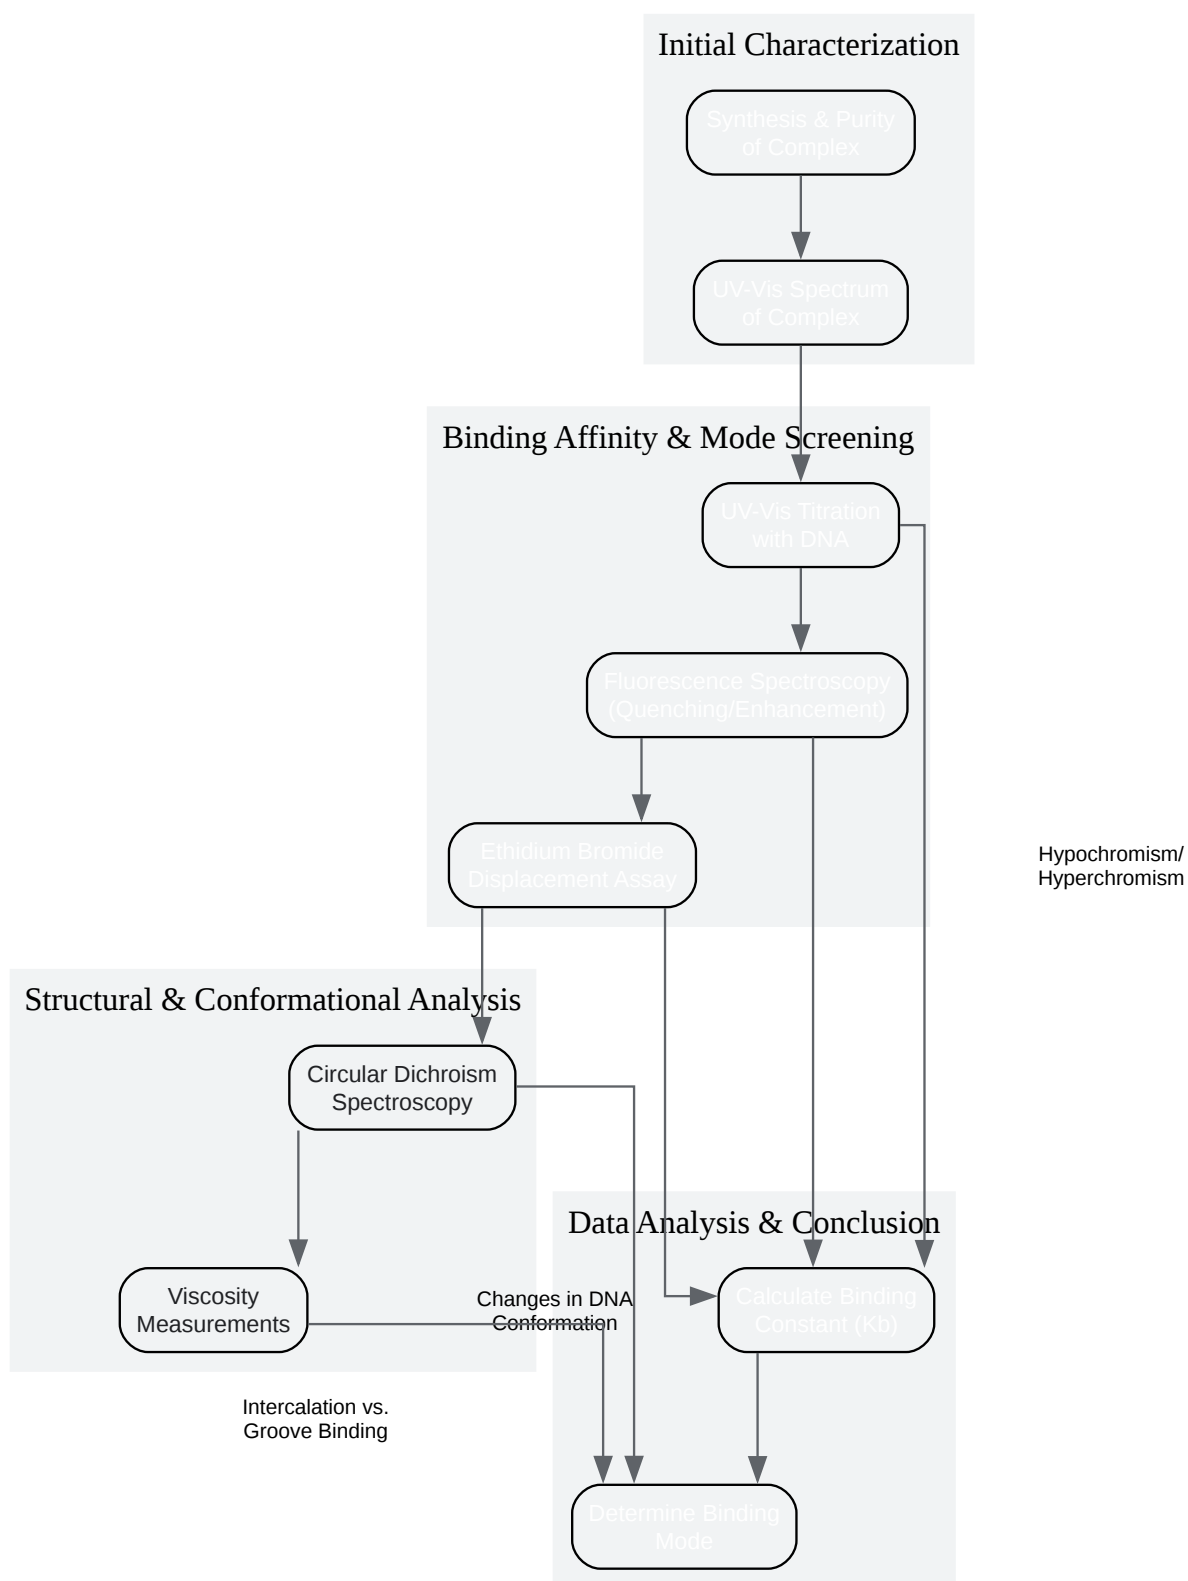 Initial Characterization
Synthesis & Purity
of Complex
UV-Vis Spectrum
of Complex
Binding Affinity & Mode Screening
UV-Vis Titration
with DNA
Fluorescence Spectroscopy
(Quenching/Enhancement)
Ethidium Bromide
Displacement Assay
Hypochromism/
Hyperchromism
Structural & Conformational Analysis
Circular Dichroism
Spectroscopy
Viscosity
Measurements
Changes in DNA
Conformation
Intercalation vs.
Groove Binding
Data Analysis & Conclusion
Calculate Binding
Constant (Kb)
Determine Binding
Mode